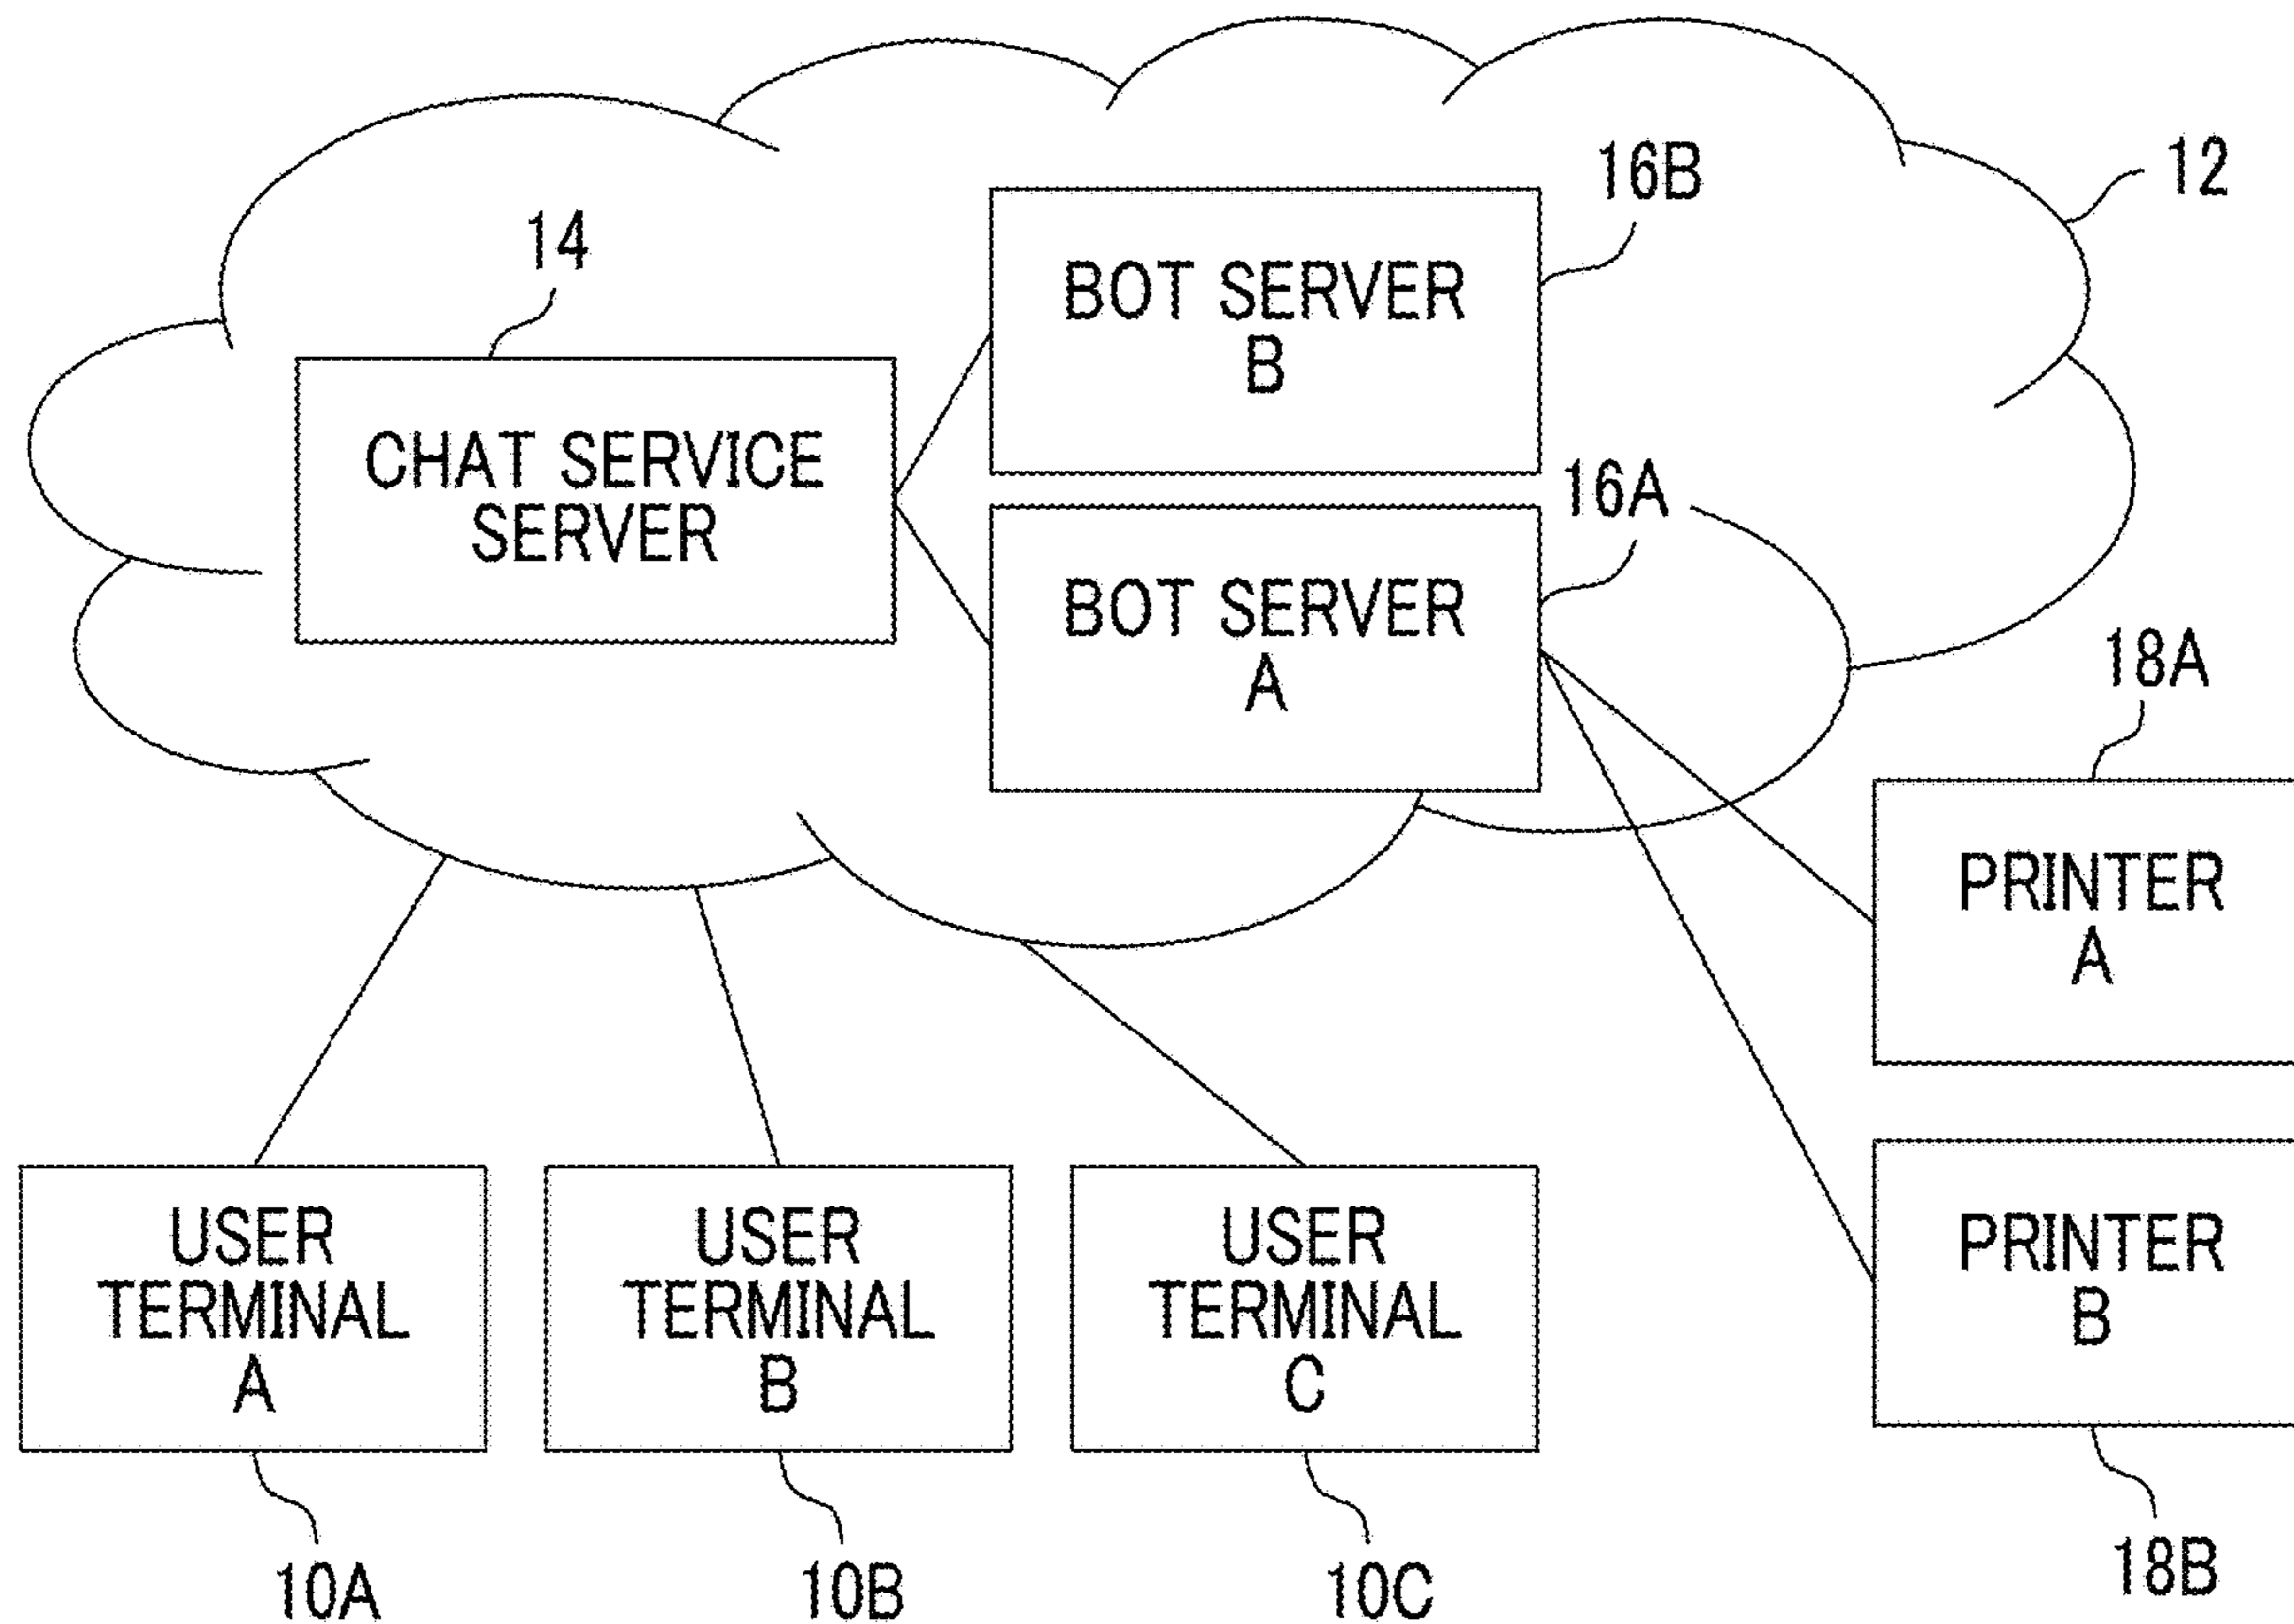 12
16B
14
BOT SERVER
B
CHAT SERVICE
SERVER
16A
BOT SERVER
A
18A
PRINTER
A
USER
TERMINAL
A
USER
TERMINAL
B
USER
TERMINAL
C
PRINTER
B
10A
10B
10C
18B